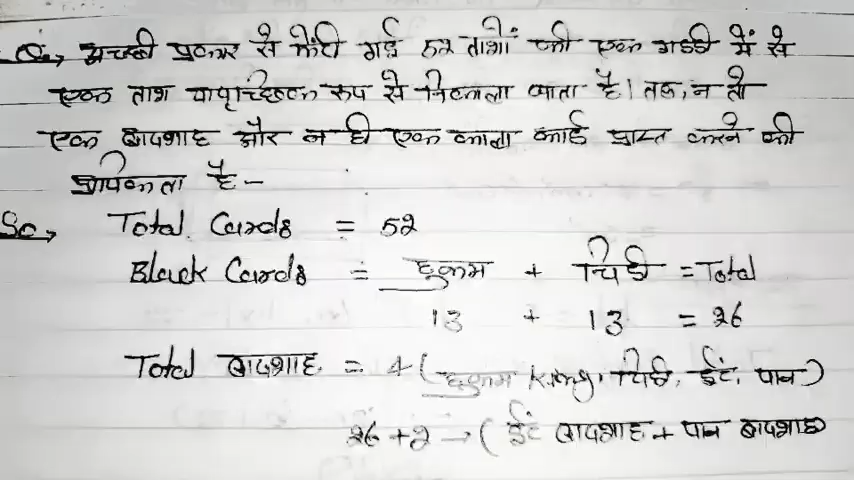 Q, अच्छी प्रकार से फेंटी गई 52 ताशों की एक गड्डी में से
एक ताश यादृच्छिक रूप से निकाला जाता है। तब, न तो
एक बादशाह और न ही एक काला कार्ड प्राप्त करने की
प्रायिकता है -
So, Total Cards = 52
Black Cards = हुकुम + चिड़ी = Total
13 + 13 = 26
Total बादशाह = 4 (हुकुम King, चिड़ी, ईंट, पान)
26 + 2 → (ईंट बादशाह + पान बादशाह